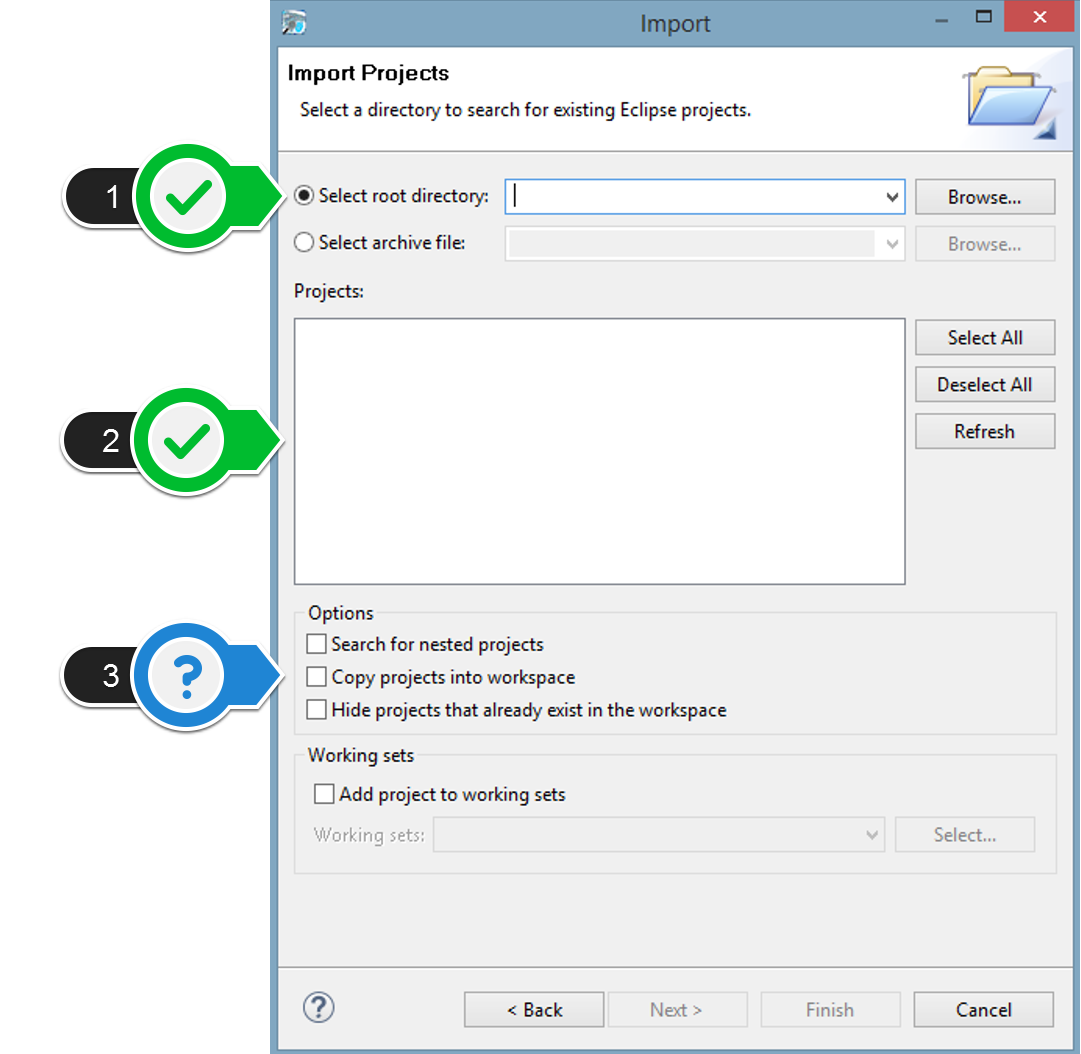 Import
Import Projects
Select a directory to search for existing Eclipse projects.
1
Select root directory: Browse...
Select archive file: Browse...
Projects:
Select All
Deselect All
Refresh
2
Options
Search for nested projects
3 ? Copy projects into workspace
Hide projects that already exist in the workspace
Working sets
Add project to working sets
Working sets: Select...
? < Back Next > Finish Cancel